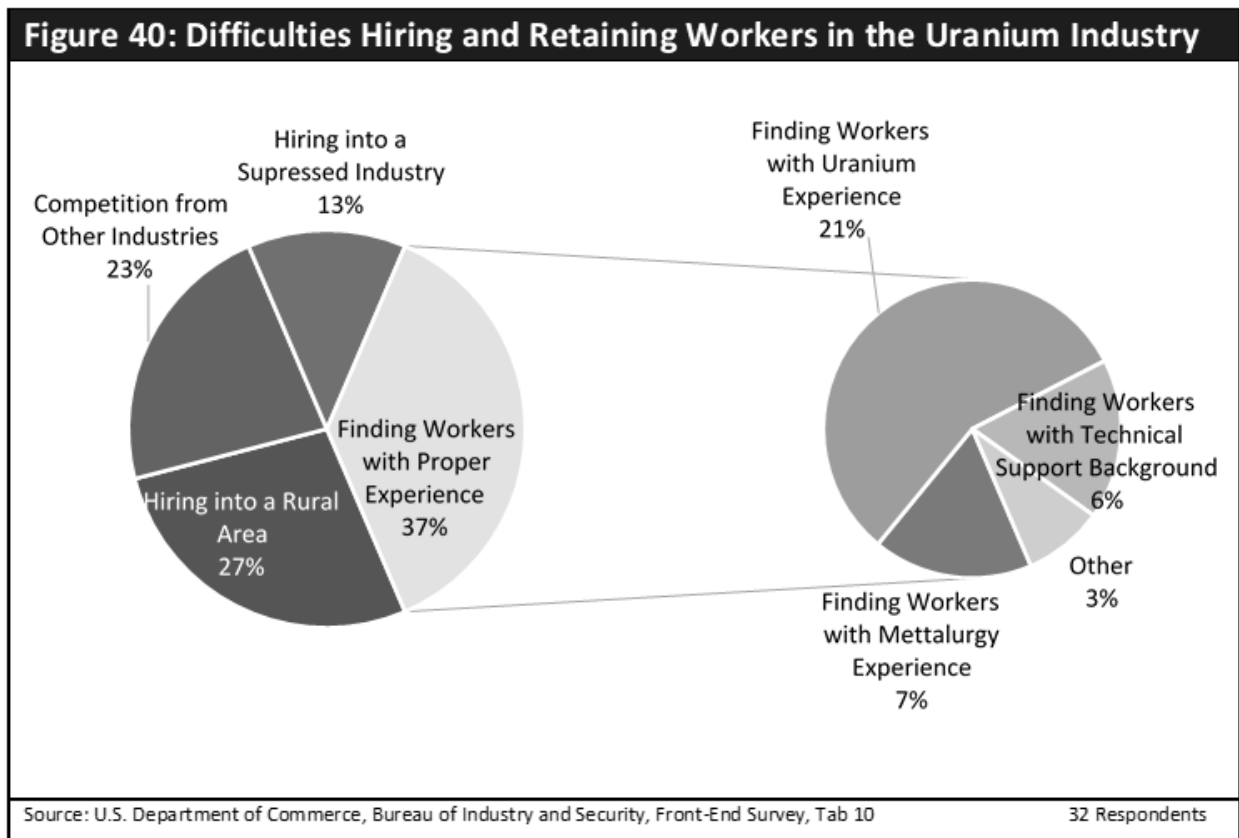 Figure 40: Difficulties Hiring and Retaining Workers in the Uranium Industry
Hiring into a
Supressed Industry
13%
Competition from
Other Industries
23%
Hiring into a Rural
Area
27%
Finding Workers
with Proper
Experience
37%
Finding Workers
with Uranium
Experience
21%
Finding Workers
with Technical
Support Background
6%
Other
3%
Finding Workers
with Mettalurgy
Experience
7%
Source: U.S. Department of Commerce, Bureau of Industry and Security, Front-End Survey, Tab 10
32 Respondents